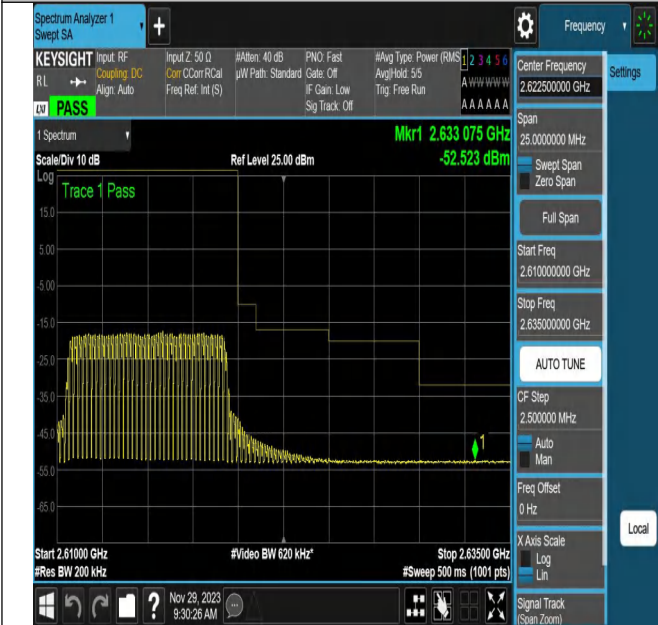 Spectrum Analyzer 1
Swept SA
+
Frequency
KEYSIGHT
RL
Input: RF
Coupling: DC
Align: Auto
Input Z: 50 Ω
Corr CCorr RCal
Freq Ref: Int (S)
#Atten: 40 dB
µW Path: Standard
PNO: Fast
Gate: Off
IF Gain: Low
Sig Track: Off
#Avg Type: Power (RMS
Avg|Hold: 5/5
Trig: Free Run
1 2 3 4 5 6
A W W W W W
A A A A A A
LXI PASS
1 Spectrum
Scale/Div 10 dB
Ref Level 25.00 dBm
Mkr1 2.633 075 GHz
-52.523 dBm
Log
Trace 1 Pass
15.0
5.00
-5.00
-15.0
-25.0
-35.0
-45.0
-55.0
-65.0
1
Start 2.61000 GHz
#Res BW 200 kHz
#Video BW 620 kHz*
Stop 2.63500 GHz
#Sweep 500 ms (1001 pts)
?
Nov 29, 2023
9:30:26 AM
Center Frequency
2.622500000 GHz
Settings
Span
25.0000000 MHz
Swept Span
Zero Span
Full Span
Start Freq
2.610000000 GHz
Stop Freq
2.635000000 GHz
AUTO TUNE
CF Step
2.500000 MHz
Auto
Man
Freq Offset
0 Hz
X Axis Scale
Log
Lin
Signal Track
(Span Zoom)
Local